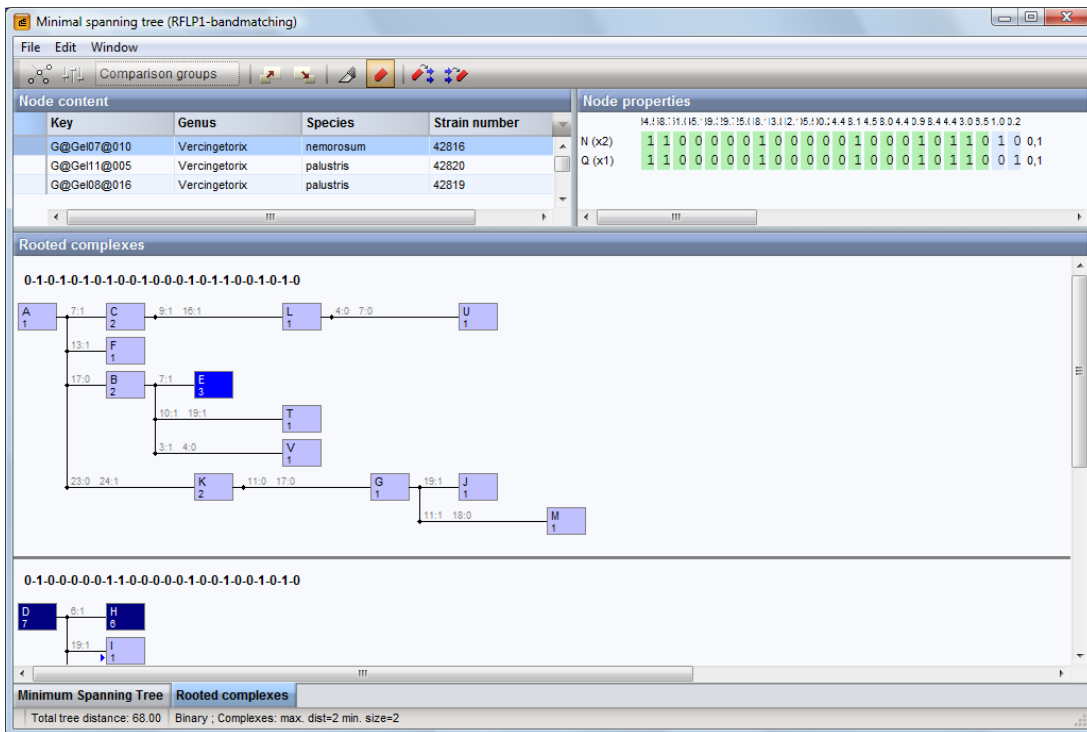 Minimal spanning tree (RFLP1-bandmatching)
File Edit Window
Comparison groups
Node content
Key Genus Species Strain number
G@Gel07@010 Vercingetorix nemorosum 42816
G@Gel11@005 Vercingetorix palustris 42820
G@Gel08@016 Vercingetorix palustris 42819
Node properties
N (x2) 1 1 0 0 0 0 0 1 0 0 0 0 0 1 0 0 0 1 0 1 1 0 1 0 0,1
Q (x1) 1 1 0 0 0 0 0 1 0 0 0 0 0 1 0 0 0 1 0 1 1 0 0 1 0,1
Rooted complexes
0-1-0-1-0-1-0-1-0-0-1-0-0-0-1-0-1-1-0-0-1-0-1-0
A 7:1 C 9:1 16:1 L 4:0 7:0 U
1 2 1 1
13:1 F
1
17:0 B 7:1 E
2 3
10:1 19:1 T
1
3:1 4:0 V
1
23:0 24:1 K 11:0 17:0 G 19:1 J
2 1 1
11:1 18:0 M
1
0-1-0-0-0-0-0-1-1-0-0-0-0-0-1-0-0-1-0-0-1-0-1-0
D 6:1 H
7 6
19:1 I
1
Minimum Spanning Tree Rooted complexes
Total tree distance: 68.00 Binary ; Complexes: max. dist=2 min. size=2